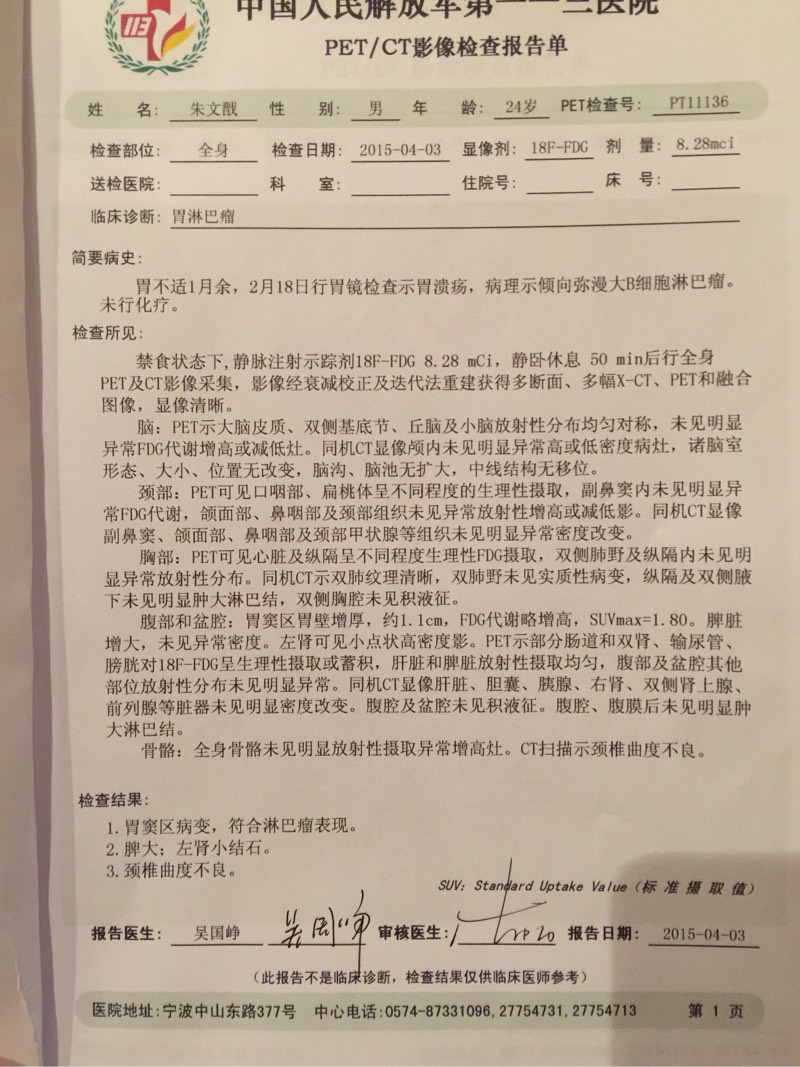 中国人民解放军第一一三医院
113
PET/CT影像检查报告单
姓 名: 朱文戬 性 别: 男 年 龄: 24岁 PET检查号: PT11136
检查部位: 全身 检查日期: 2015-04-03 显像剂: 18F-FDG 剂 量: 8.28mci
送检医院: 科 室: 住院号: 床 号:
临床诊断: 胃淋巴瘤
简要病史:
胃不适1月余，2月18日行胃镜检查示胃溃疡，病理示倾向弥漫大B细胞淋巴瘤。
未行化疗。
检查所见:
禁食状态下,静脉注射示踪剂18F-FDG 8.28 mCi，静卧休息 50 min后行全身
PET及CT影像采集，影像经衰减校正及迭代法重建获得多断面、多幅X-CT、PET和融合
图像，显像清晰。
脑：PET示大脑皮质、双侧基底节、丘脑及小脑放射性分布均匀对称，未见明显
异常FDG代谢增高或减低灶。同机CT显像颅内未见明显异常高或低密度病灶，诸脑室
形态、大小、位置无改变，脑沟、脑池无扩大，中线结构无移位。
颈部：PET可见口咽部、扁桃体呈不同程度的生理性摄取，副鼻窦内未见明显异
常FDG代谢，颌面部、鼻咽部及颈部组织未见异常放射性增高或减低影。同机CT显像
副鼻窦、颌面部、鼻咽部及颈部甲状腺等组织未见明显异常密度改变。
胸部：PET可见心脏及纵隔呈不同程度生理性FDG摄取，双侧肺野及纵隔内未见明
显异常放射性分布。同机CT示双肺纹理清晰，双肺野未见实质性病变，纵隔及双侧腋
下未见明显肿大淋巴结，双侧胸腔未见积液征。
腹部和盆腔：胃窦区胃壁增厚，约1.1cm，FDG代谢略增高，SUVmax=1.80。脾脏
增大，未见异常密度。左肾可见小点状高密度影。PET示部分肠道和双肾、输尿管、
膀胱对18F-FDG呈生理性摄取或蓄积，肝脏和脾脏放射性摄取均匀，腹部及盆腔其他
部位放射性分布未见明显异常。同机CT显像肝脏、胆囊、胰腺、右肾、双侧肾上腺、
前列腺等脏器未见明显密度改变。腹腔及盆腔未见积液征。腹腔、腹膜后未见明显肿
大淋巴结。
骨骼：全身骨骼未见明显放射性摄取异常增高灶。CT扫描示颈椎曲度不良。
检查结果:
1.胃窦区病变，符合淋巴瘤表现。
2.脾大；左肾小结石。
3.颈椎曲度不良。
SUV: Standard Uptake Value（标 准 摄 取 值）
报告医生: 吴国峥 吴国峥 审核医生: 报告日期: 2015-04-03
（此报告不是临床诊断，检查结果仅供临床医师参考）
医院地址:宁波中山东路377号 中心电话:0574-87331096,27754731,27754713 第 1 页